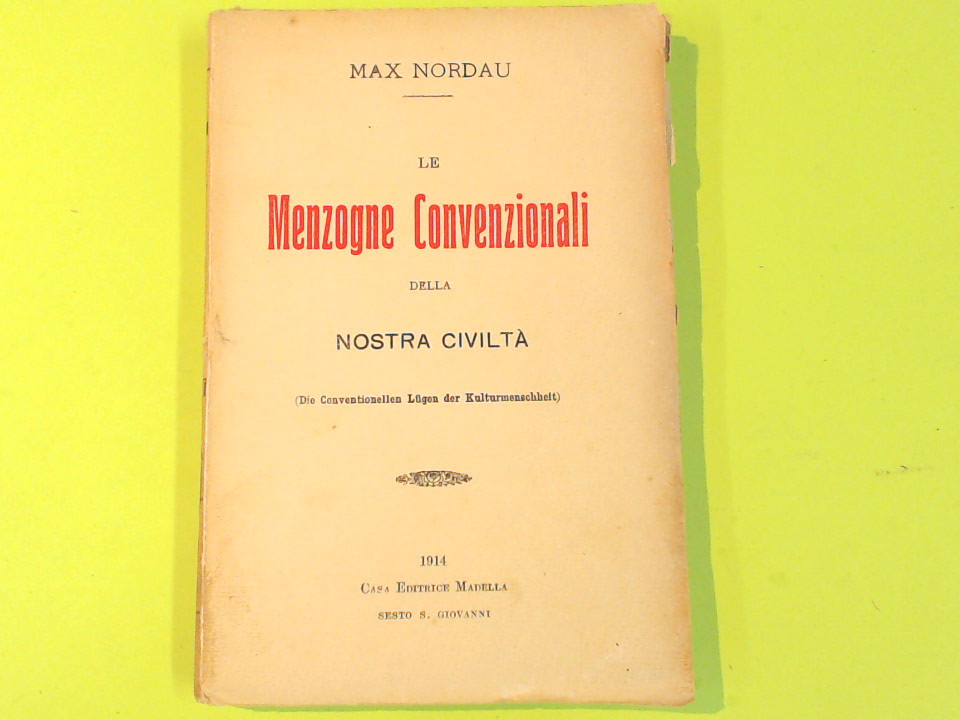 MAX NORDAU
LE
Menzogne Convenzionali
DELLA
NOSTRA CIVILTÀ
(Die Conventionellen Lügen der Kulturmenschheit)
1914
CASA EDITRICE MADELLA
SESTO S. GIOVANNI